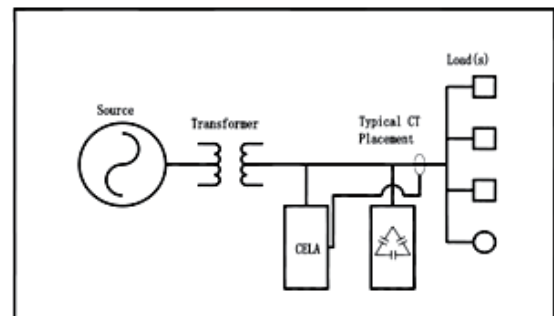 Load(s)
Source
Transformer
Typical CT
Placement
CELA